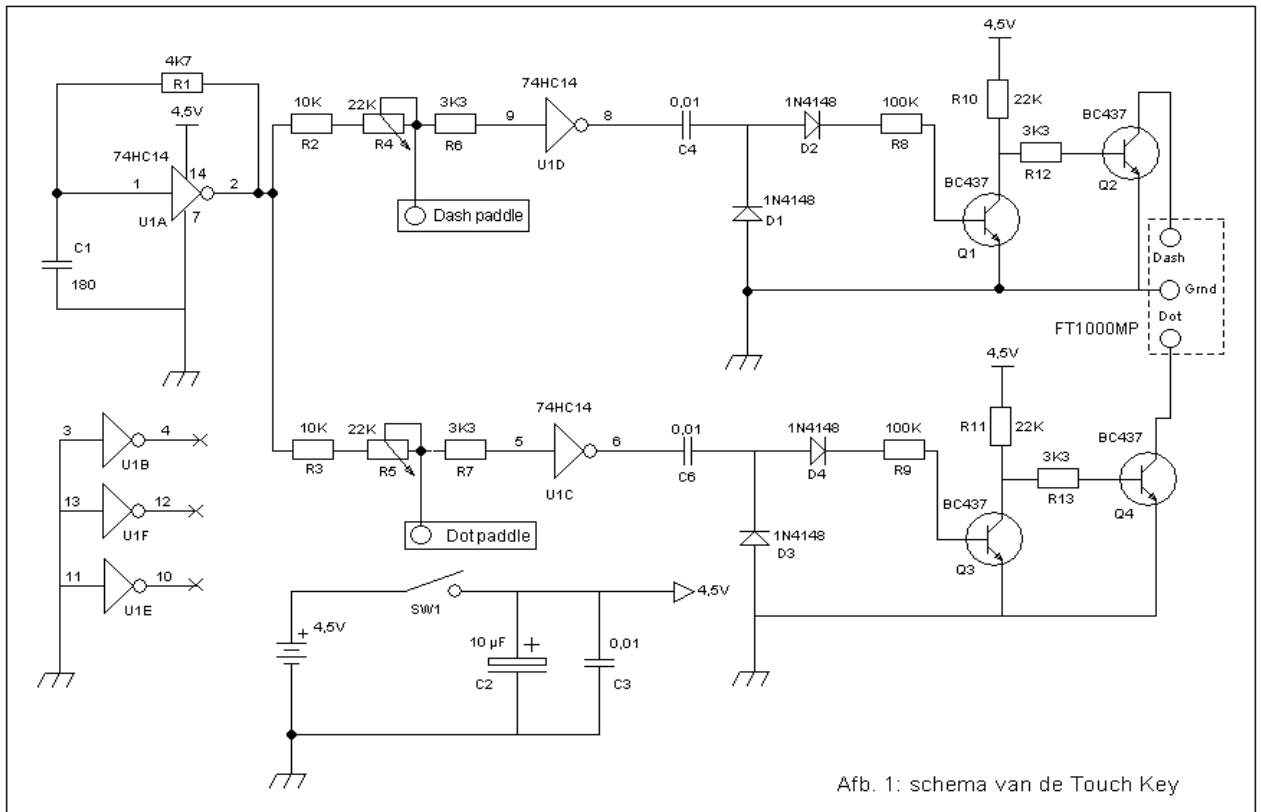 4K7
R1
4,5V
74HC14
14
1
2
7
U1A
C1
180
10K
R2
22K
R4
3K3
R6
Dash paddle
9
74HC14
8
U1D
0,01
C4
1N4148
D2
1N4148
D1
100K
R8
4,5V
R10
22K
BC437
Q1
3K3
R12
BC437
Q2
Dash
Grnd
Dot
FT1000MP
10K
R3
22K
R5
3K3
R7
Dot paddle
5
74HC14
6
U1C
0,01
C6
1N4148
D4
1N4148
D3
100K
R9
4,5V
R11
22K
BC437
Q3
3K3
R13
BC437
Q4
3
4
U1B
13
12
U1F
11
10
U1E
4,5V
+
SW1
10 µF
+
C2
0,01
C3
4,5V
Afb. 1: schema van de Touch Key